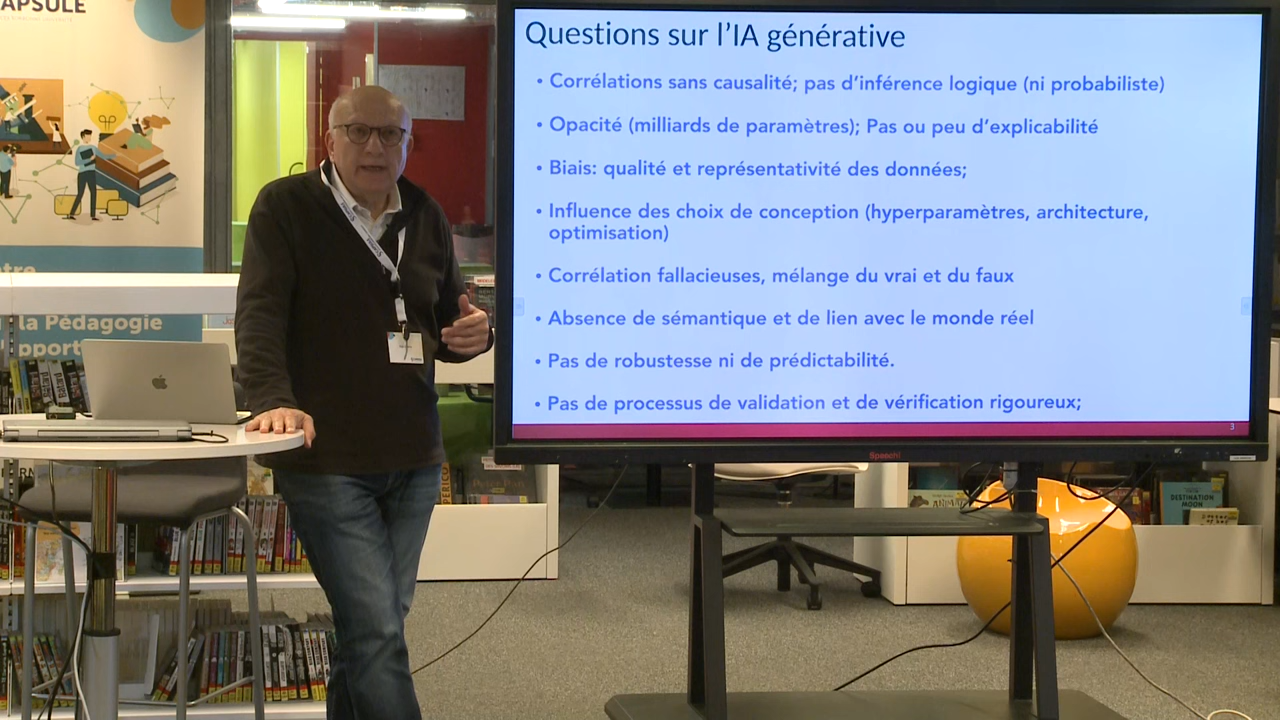 APSULE
Questions sur l'IA générative
• Corrélations sans causalité; pas d'inférence logique (ni probabiliste)
• Opacité (milliards de paramètres); Pas ou peu d'explicabilité
• Biais: qualité et représentativité des données;
• Influence des choix de conception (hyperparamètres, architecture,
optimisation)
• Corrélation fallacieuses, mélange du vrai et du faux
• Absence de sémantique et de lien avec le monde réel
• Pas de robustesse ni de prédictabilité.
• Pas de processus de validation et de vérification rigoureux;
3
Speechi
ntre
la Pédagogie
pport
DESTINATION
MOON